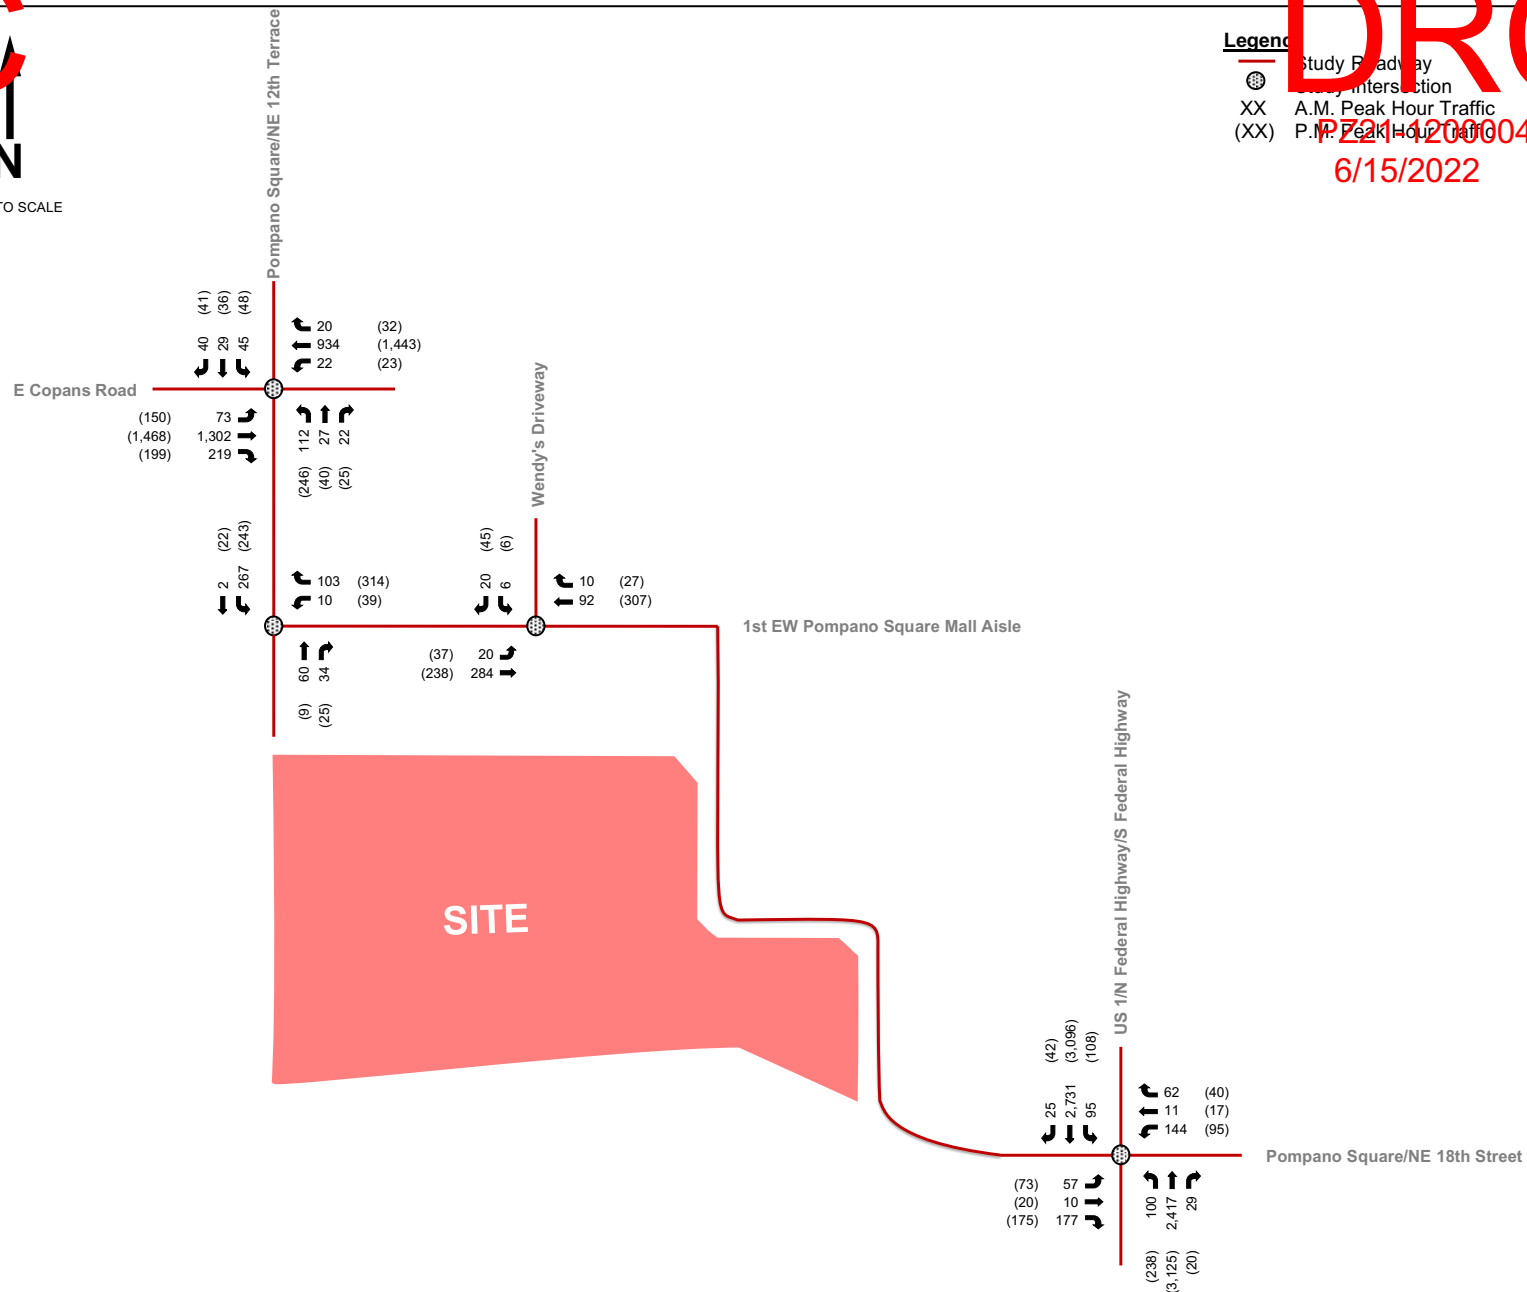 C
DRC
N
TO SCALE
Legend
Study Roadway
Study Intersection
XX A.M. Peak Hour Traffic
(XX) P.M. Peak Hour Traffic
PZ21-1200004
6/15/2022
Pompano Square/NE 12th Terrace
(41) (36) (48)
40 29 45
20 (32)
934 (1,443)
22 (23)
E Copans Road
(150) 73
(1,468) 1,302
(199) 219
112 27 22
(246) (40) (25)
Wendy's Driveway
(22) (243)
2 267
103 (314)
10 (39)
60 34
(9) (25)
(45) (6)
20 6
10 (27)
92 (307)
(37) 20
(238) 284
1st EW Pompano Square Mall Aisle
SITE
US 1/N Federal Highway/S Federal Highway
(42) (3,096) (108)
25 2,731 95
62 (40)
11 (17)
144 (95)
Pompano Square/NE 18th Street
(73) 57
(20) 10
(175) 177
100 2,417 29
(238) (3,125) (20)